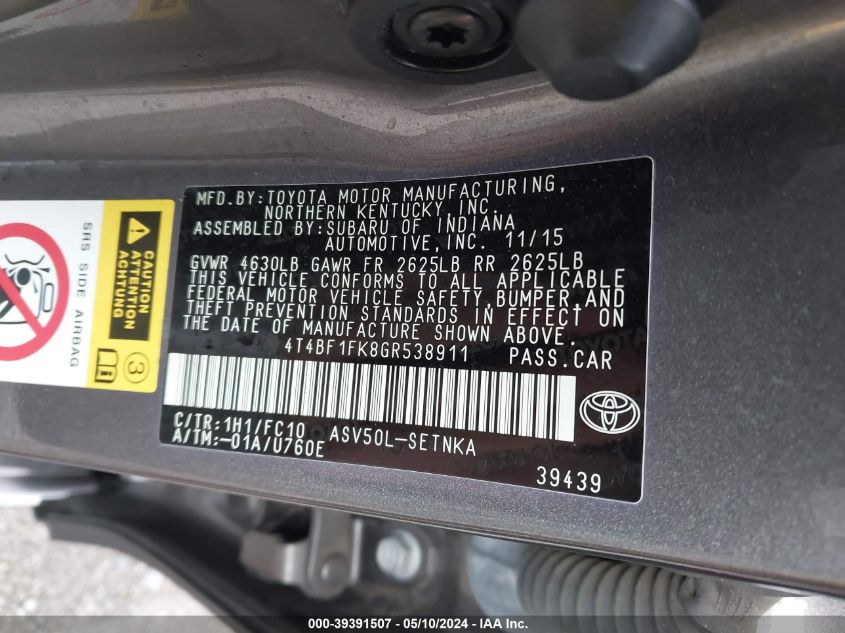 MFD.BY:TOYOTA MOTOR MANUFACTURING,
NORTHERN KENTUCKY,INC.
ASSEMBLED BY:SUBARU OF INDIANA
AUTOMOTIVE,INC. 11/15
GVWR 4630LB GAWR FR 2625LB RR 2625LB
THIS VEHICLE CONFORMS TO ALL APPLICABLE
FEDERAL MOTOR VEHICLE SAFETY,BUMPER,AND
THEFT PREVENTION STANDARDS IN EFFECT ON
THE DATE OF MANUFACTURE SHOWN ABOVE.
4T4BF1FK8GR538911 PASS.CAR
C/TR:1H1/FC10 ASV50L-SETNKA
A/TM:-01A/U760E
39439
CAUTION
ATTENTION
ACHTUNG
SRS SIDE AIRBAG
3
000-39391507 - 05/10/2024 - IAA Inc.